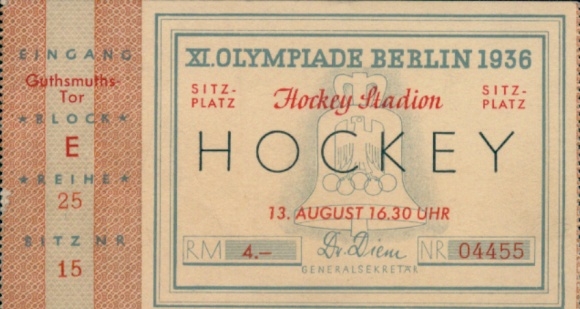 EINGANG
Guthsmuths-
Tor
★ BLOCK ★
E
★ REIHE ★
25
SITZ NR
15
XI. OLYMPIADE BERLIN 1936
SITZ-
PLATZ
Hockey Stadion
SITZ-
PLATZ
HOCKEY
13. AUGUST 16.30 UHR
RM 4.—
Dr. Diem
GENERALSEKRETÄR
NR 04455